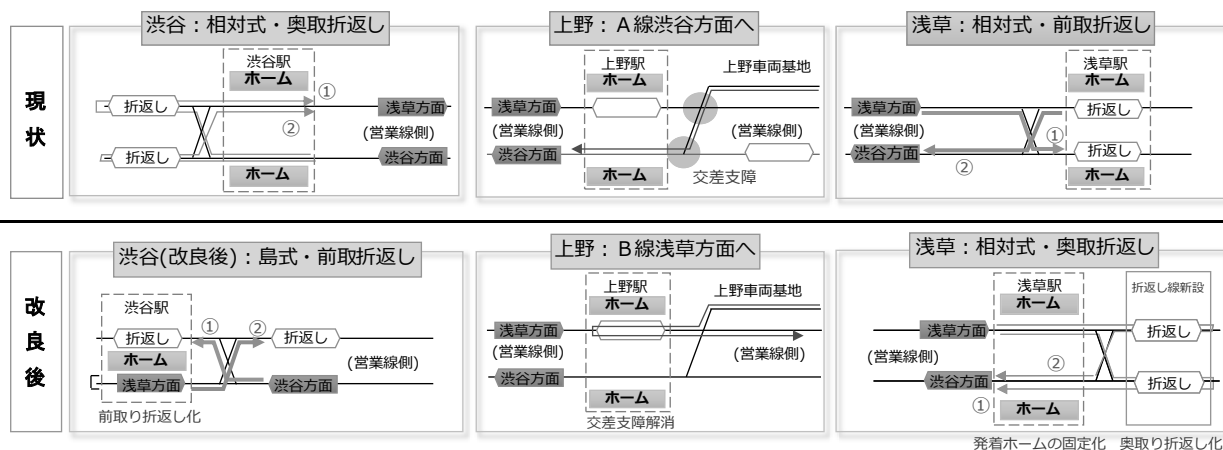 現状
渋谷：相対式・奥取折返し
渋谷駅
ホーム
①
折返し
浅草方面
②
(営業線側)
折返し
渋谷方面
ホーム
上野：A線渋谷方面へ
上野駅
上野車両基地
ホーム
浅草方面
(営業線側)
(営業線側)
渋谷方面
ホーム
交差支障
浅草：相対式・前取折返し
浅草駅
ホーム
浅草方面
折返し
(営業線側)
①
渋谷方面
折返し
②
ホーム
改良後
渋谷(改良後)：島式・前取折返し
渋谷駅
折返し
①
②
折返し
ホーム
(営業線側)
浅草方面
渋谷方面
前取り折返し化
上野：B線浅草方面へ
上野駅
ホーム
上野車両基地
浅草方面
(営業線側)
(営業線側)
渋谷方面
ホーム
交差支障解消
浅草：相対式・奥取折返し
浅草駅
折返し線新設
ホーム
浅草方面
折返し
(営業線側)
②
渋谷方面
折返し
①
ホーム
発着ホームの固定化 奥取り折返し化